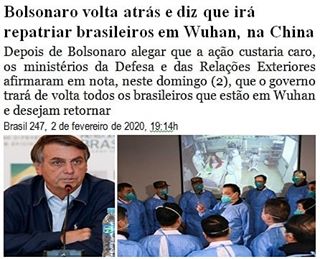 Bolsonaro volta atrás e diz que irá
repatriar brasileiros em Wuhan, na China
Depois de Bolsonaro alegar que a ação custaria caro,
os ministérios da Defesa e das Relações Exteriores
afirmaram em nota, neste domingo (2), que o governo
trará de volta todos os brasileiros que estão em Wuhan
e desejam retornar
Brasil 247, 2 de fevereiro de 2020, 19:14h